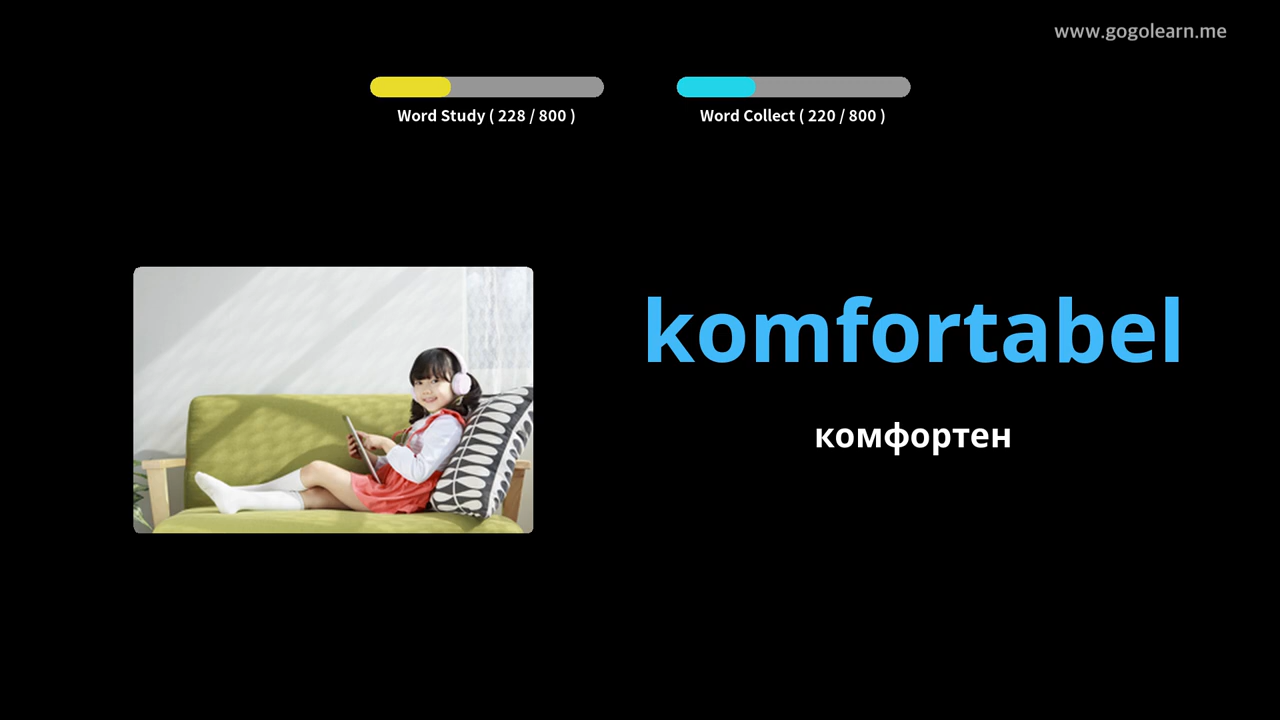 www.gogolearn.me
Word Study ( 228 / 800 )
Word Collect ( 220 / 800 )
komfortabel
комфортен